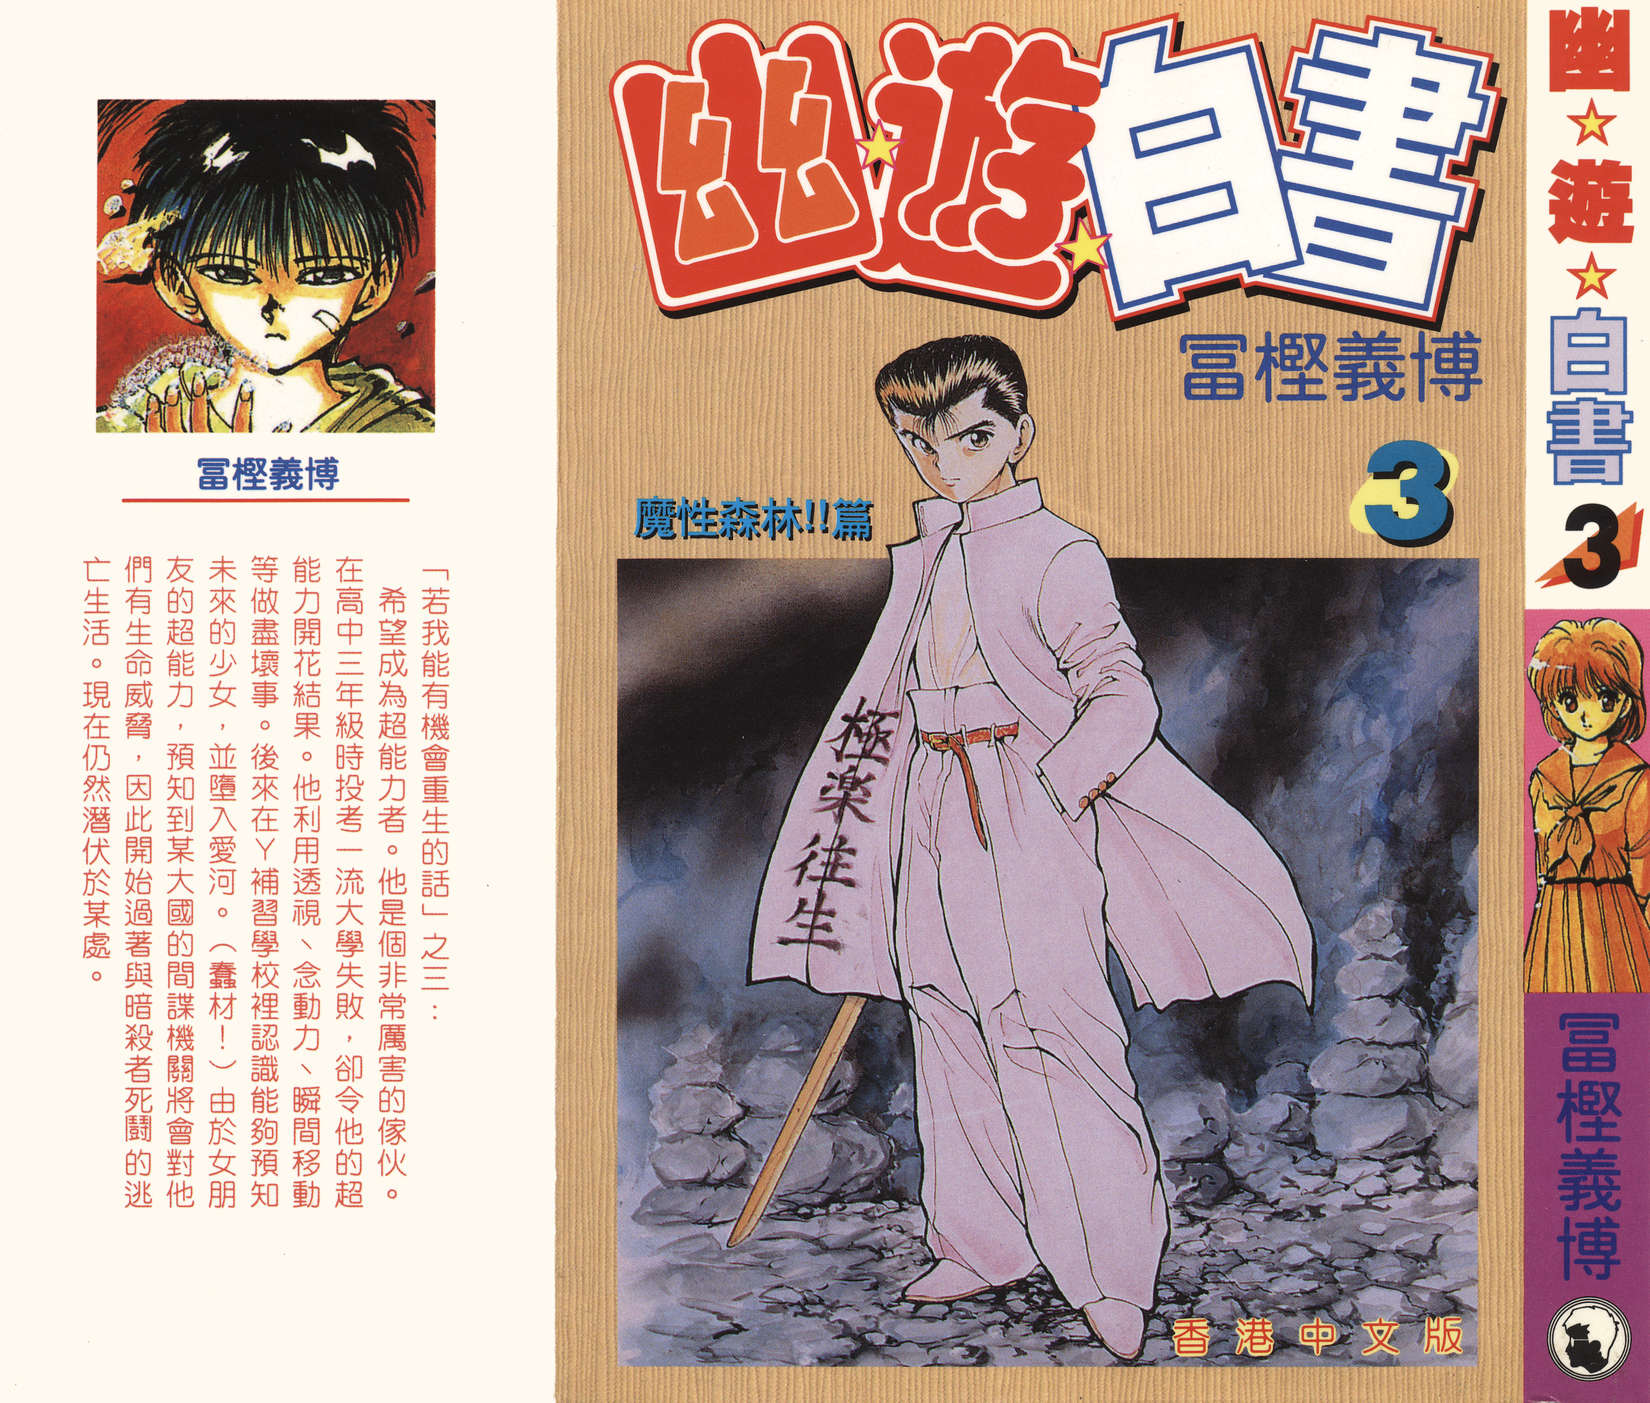 冨樫義博
「若我能有機會重生的話」之三：
希望成為超能力者。他是個非常厲害的傢伙。
在高中三年級時投考一流大學失敗，卻令他的超
能力開花結果。他利用透視、念動力、瞬間移動
等做盡壞事。後來在Y補習學校裡認識能夠預知
未來的少女，並墮入愛河。（蠢材！）由於女朋
友的超能力，預知到某大國的間諜機關將會對他
們有生命威脅，因此開始過著與暗殺者死鬪的逃
亡生活。現在仍然潛伏於某處。
幽☆遊☆白書
冨樫義博
3
魔性森林!!篇
極楽往生
香港中文版
幽☆遊☆白書
3
冨樫義博